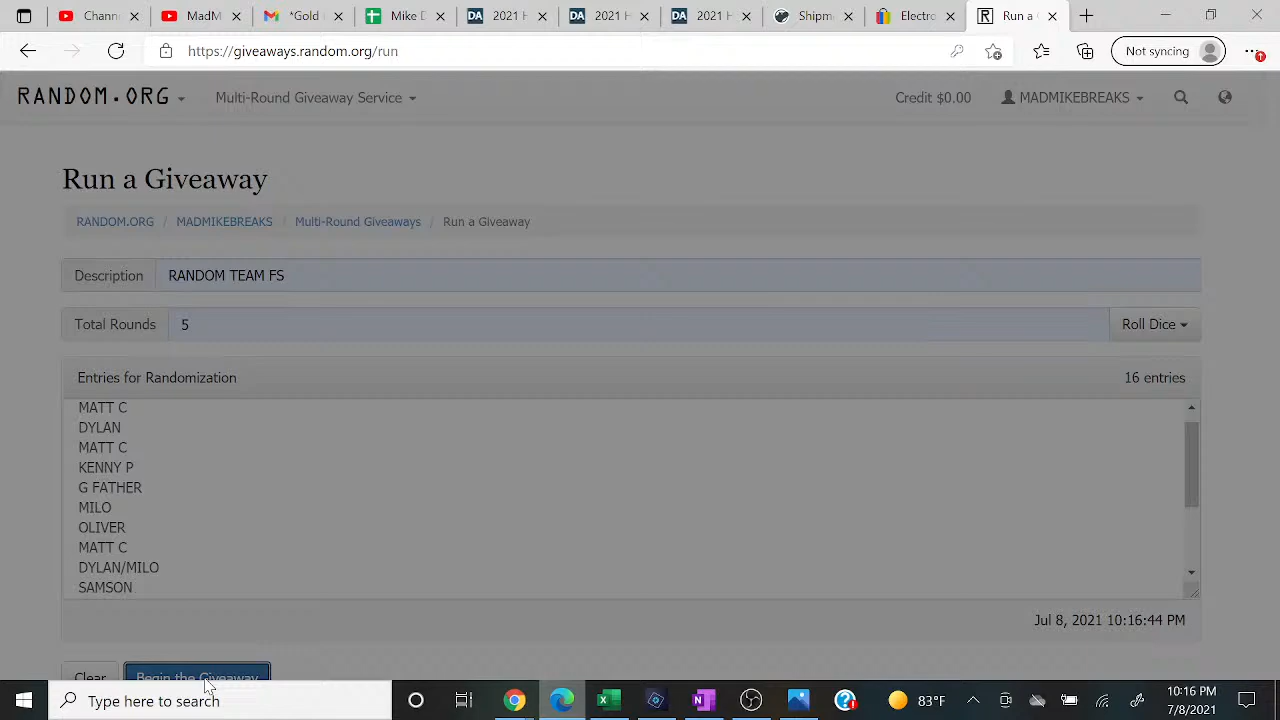 Chann
MadM
*Gold
Mike D
2021 H
2021 H
2021 H
Shipm
Electro
Run a
https://giveaways.random.org/run
Not syncing
RANDOM.ORG
Multi-Round Giveaway Service
Credit $0.00
MADMIKEBREAKS
Run a Giveaway
RANDOM.ORG / MADMIKEBREAKS / Multi-Round Giveaways / Run a Giveaway
Description RANDOM TEAM FS
Total Rounds 5 Roll Dice
Entries for Randomization 16 entries
MATT C
DYLAN
MATT C
KENNY P
G FATHER
MILO
OLIVER
MATT C
DYLAN/MILO
SAMSON
Jul 8, 2021 10:16:44 PM
Clear Begin the Giveaway
Type here to search
83°F
10:16 PM
7/8/2021